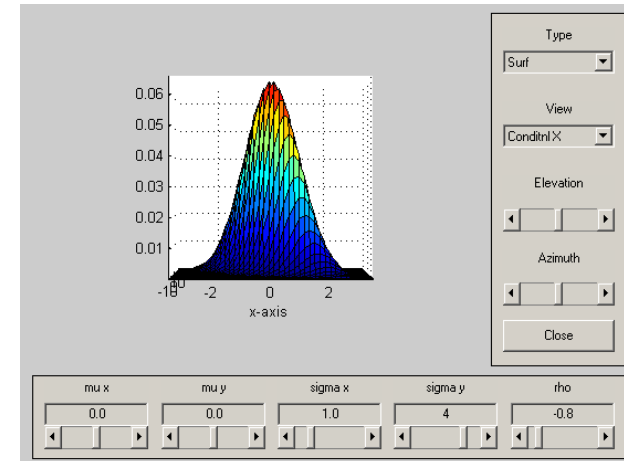 Type
Surf
View
Conditnl X
Elevation
Azimuth
Close
0.06
0.05
0.04
0.03
0.02
0.01
-2
0
2
x-axis
mu x
mu y
sigma x
sigma y
rho
0.0
0.0
1.0
4
-0.8